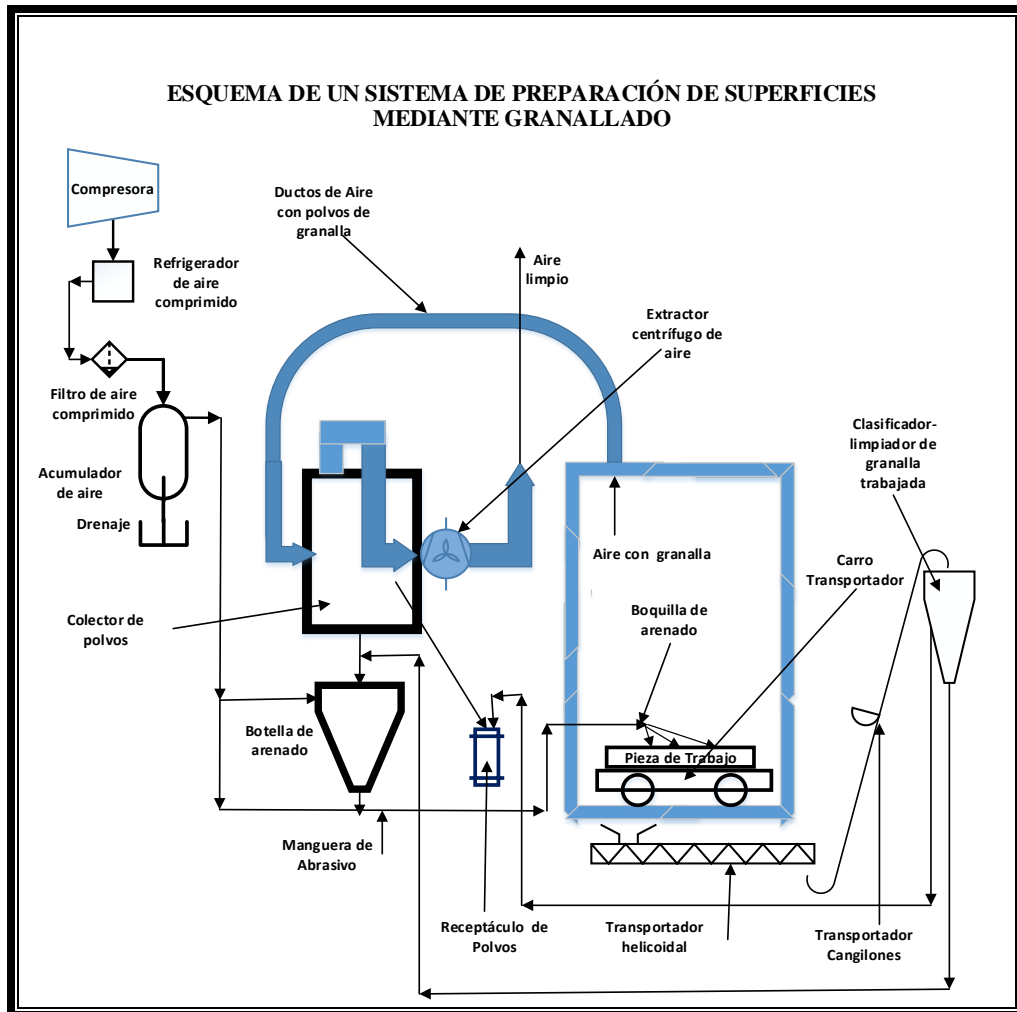 ESQUEMA DE UN SISTEMA DE PREPARACIÓN DE SUPERFICIES
MEDIANTE GRANALLADO
Compresora
Refrigerador
de aire
comprimido
Ductos de Aire
con polvos de
granalla
Aire
limpio
Extractor
centrífugo de
aire
Filtro de aire
comprimido
Clasificador-
limpiador de
granalla
trabajada
Acumulador
de aire
Drenaje
Aire con granalla
Carro
Transportador
Colector de
polvos
Boquilla de
arenado
Botella de
arenado
Pieza de Trabajo
Manguera de
Abrasivo
Receptáculo de
Polvos
Transportador
helicoidal
Transportador
Cangilones